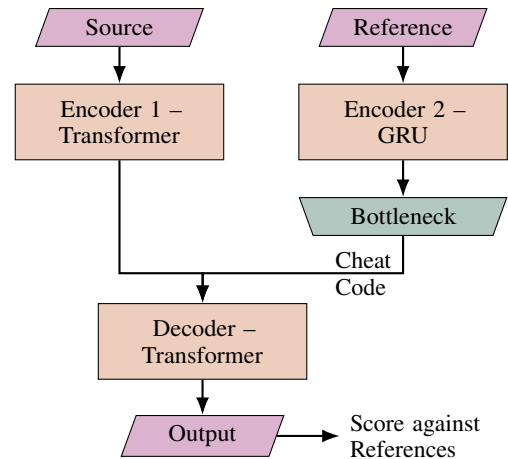 Source
Reference
Encoder 1 –
Transformer
Encoder 2 –
GRU
Bottleneck
Cheat
Code
Decoder –
Transformer
Output
Score against
References